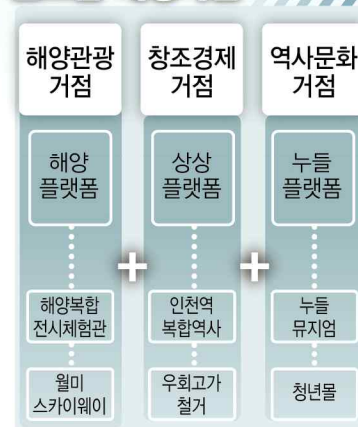 해양관광
거점
창조경제
거점
역사문화
거점
해양
플랫폼
상상
플랫폼
누들
플랫폼
+
+
해양복합
전시체험관
인천역
복합역사
누들
뮤지엄
월미
스카이웨이
우회고가
철거
청년몰